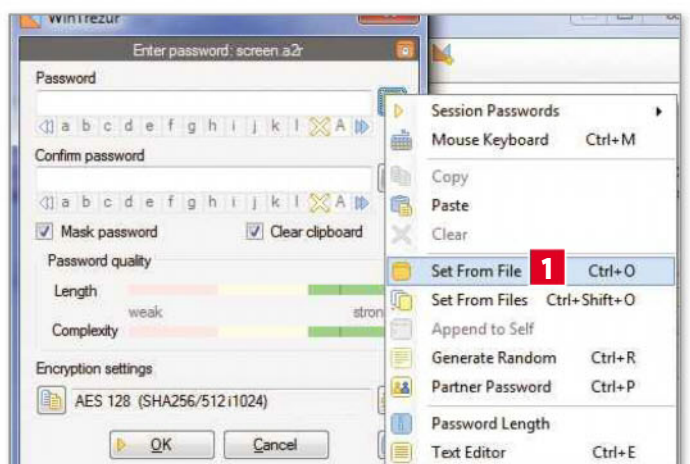 WinTrezur
Enter password: screen.a2r
Password
a b c d e f g h i j k l A
Confirm password
a b c d e f g h i j k l A
Mask password
Clear clipboard
Password quality
Length
weak
stron
Complexity
Encryption settings
AES 128 (SHA256/512 i1024)
OK
Cancel
Session Passwords
Mouse Keyboard Ctrl+M
Copy
Paste
Clear
Set From File 1 Ctrl+O
Set From Files Ctrl+Shift+O
Append to Self
Generate Random Ctrl+R
Partner Password Ctrl+P
Password Length
Text Editor Ctrl+E